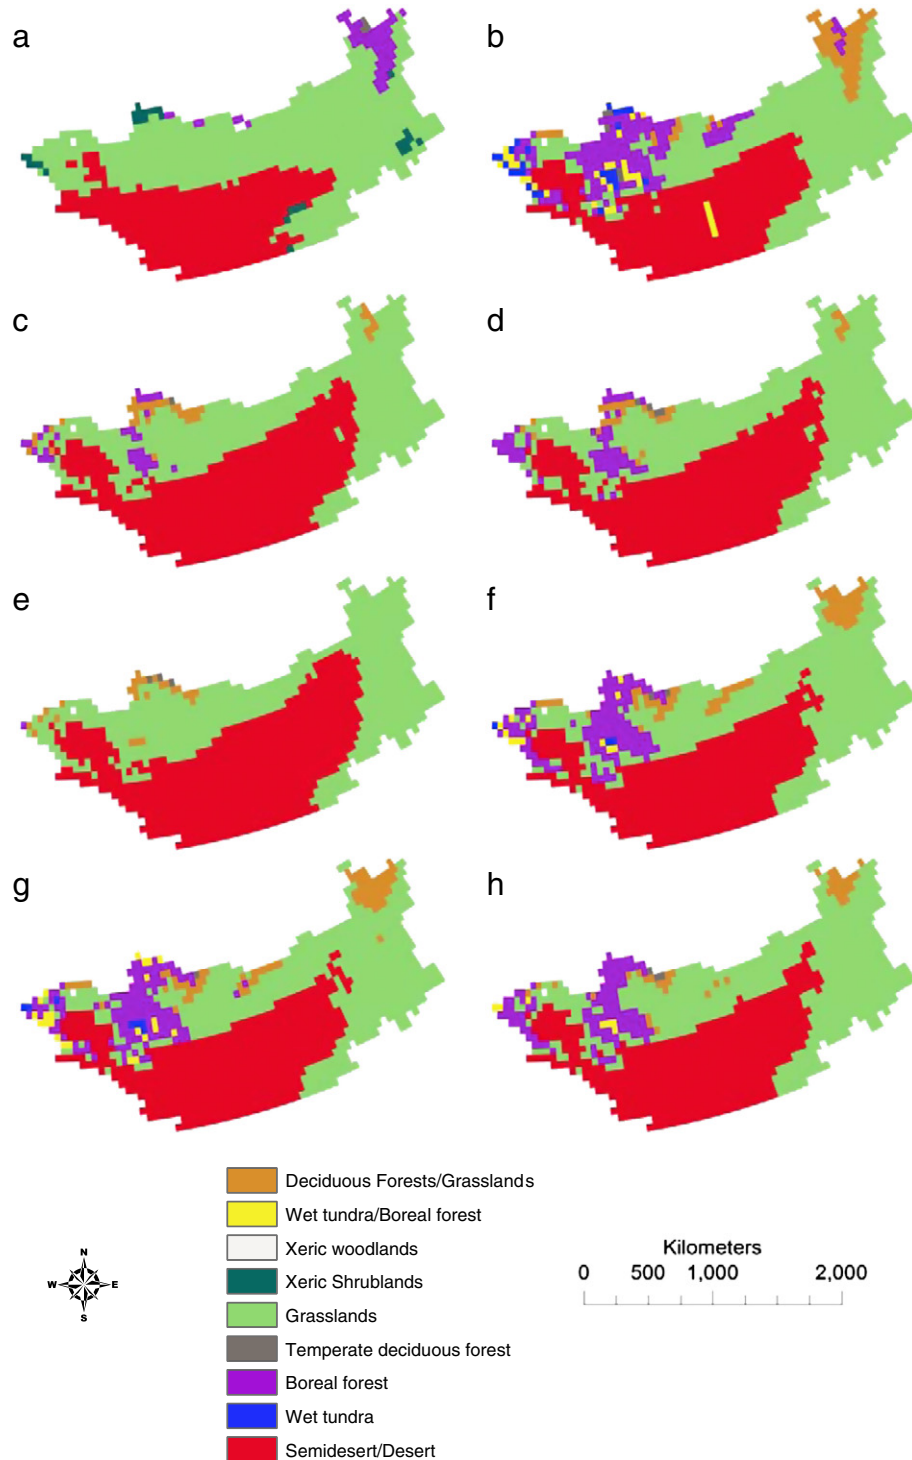 a
b
c
d
e
f
g
h
Deciduous Forests/Grasslands
Wet tundra/Boreal forest
Xeric woodlands
Xeric Shrublands
Grasslands
Temperate deciduous forest
Boreal forest
Wet tundra
Semidesert/Desert
N
W E
S
Kilometers
0 500 1,000 2,000